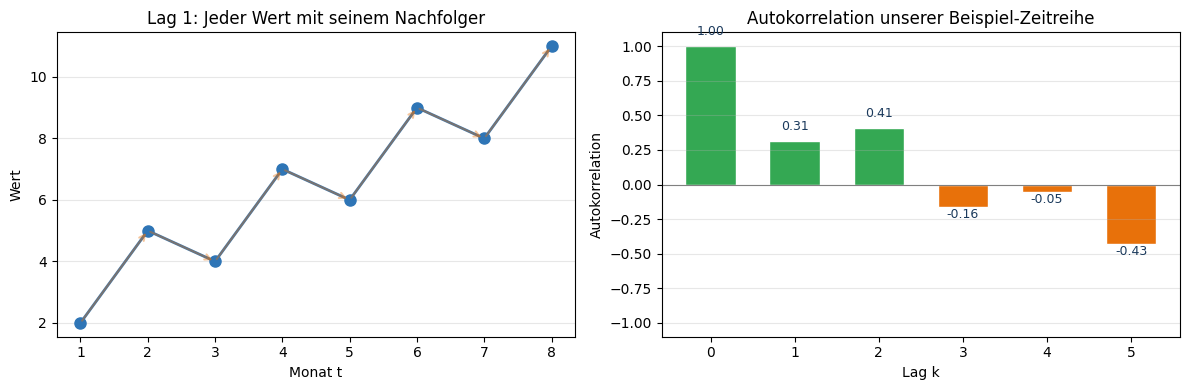 Lag 1: Jeder Wert mit seinem Nachfolger
Wert
10
8
6
4
2
1 2 3 4 5 6 7 8
Monat t
Autokorrelation unserer Beispiel-Zeitreihe
Autokorrelation
1.00
0.75
0.50
0.25
0.00
−0.25
−0.50
−0.75
−1.00
1.00
0.31
0.41
-0.16
-0.05
-0.43
0 1 2 3 4 5
Lag k